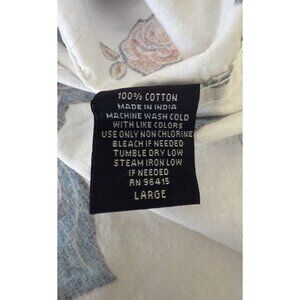 100% COTTON
MADE IN INDIA
MACHINE WASH COLD
WITH LIKE COLORS
USE ONLY NON CHLORINE
BLEACH IF NEEDED
TUMBLE DRY LOW
STEAM IRON LOW
IF NEEDED
RN 96415
LARGE